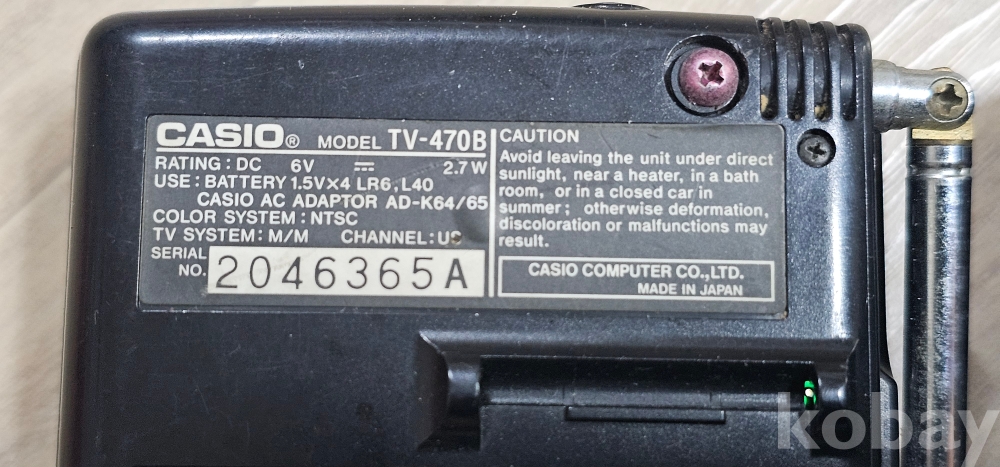 CASIO® MODEL TV-470B
RATING : DC 6V ⎓ 2.7W
USE : BATTERY 1.5V×4 LR6, L40
CASIO AC ADAPTOR AD-K64/65
COLOR SYSTEM : NTSC
TV SYSTEM : M/M CHANNEL : US
SERIAL NO. 2046365A
CAUTION
Avoid leaving the unit under direct
sunlight, near a heater, in a bath
room, or in a closed car in
summer ; otherwise deformation,
discoloration or malfunctions may
result.
CASIO COMPUTER CO.,LTD.
MADE IN JAPAN
kobay